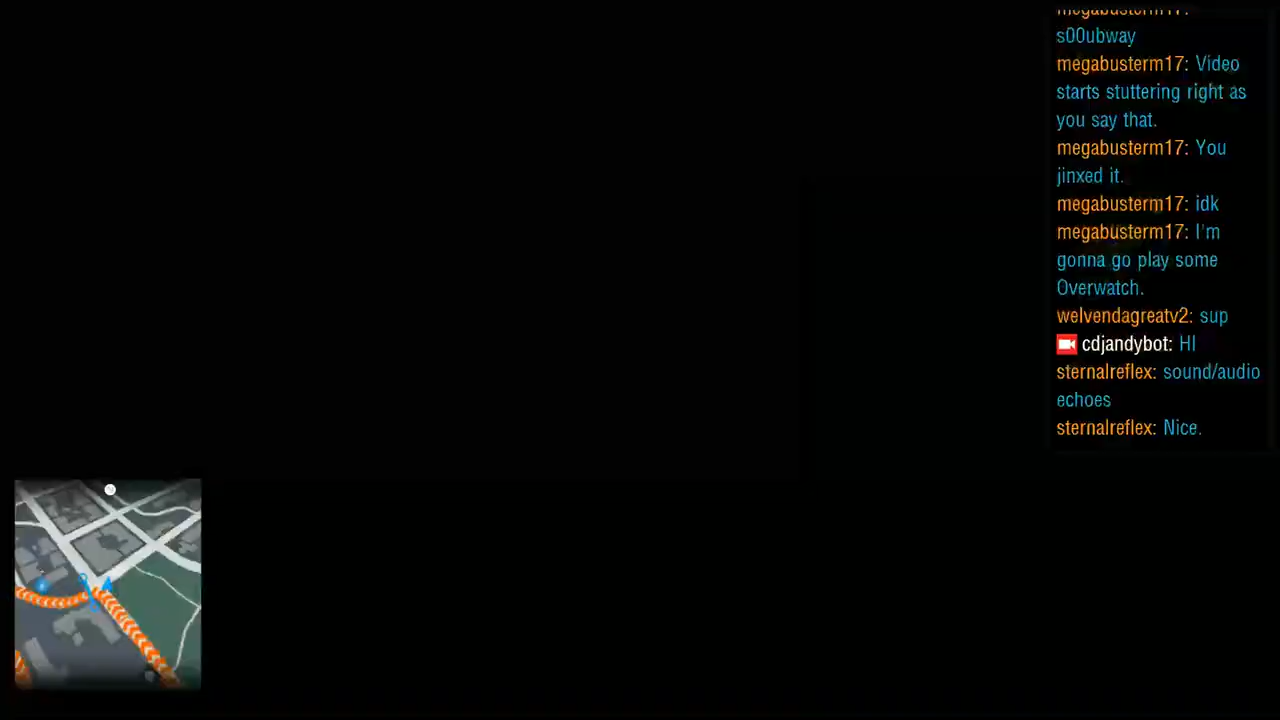 megabusterm17:
s00ubway
megabusterm17: Video
starts stuttering right as
you say that.
megabusterm17: You
jinxed it.
megabusterm17: idk
megabusterm17: I'm
gonna go play some
Overwatch.
welvendagreatv2: sup
cdjandybot: HI
sternalreflex: sound/audio
echoes
sternalreflex: Nice.